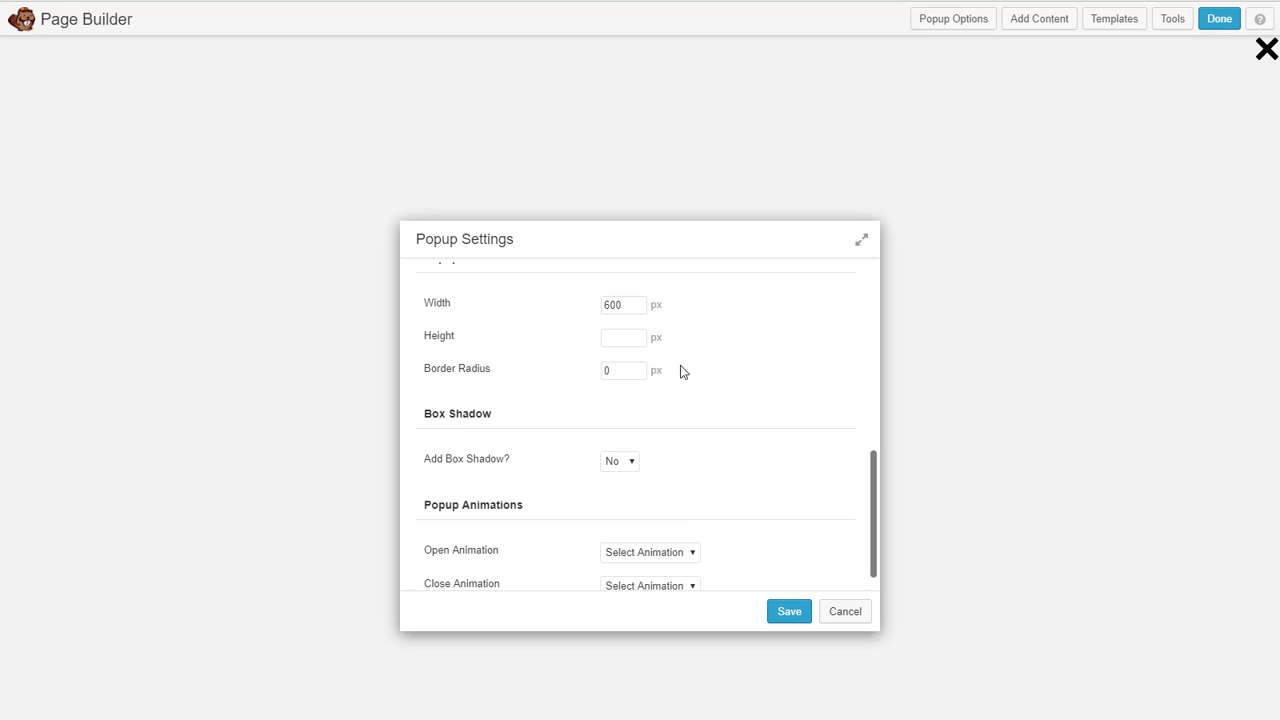 Page Builder
Popup Options
Add Content
Templates
Tools
Done
?
Popup Settings
Width
600 px
Height
px
Border Radius
0 px
Box Shadow
Add Box Shadow?
No
Popup Animations
Open Animation
Select Animation
Close Animation
Select Animation
Save
Cancel